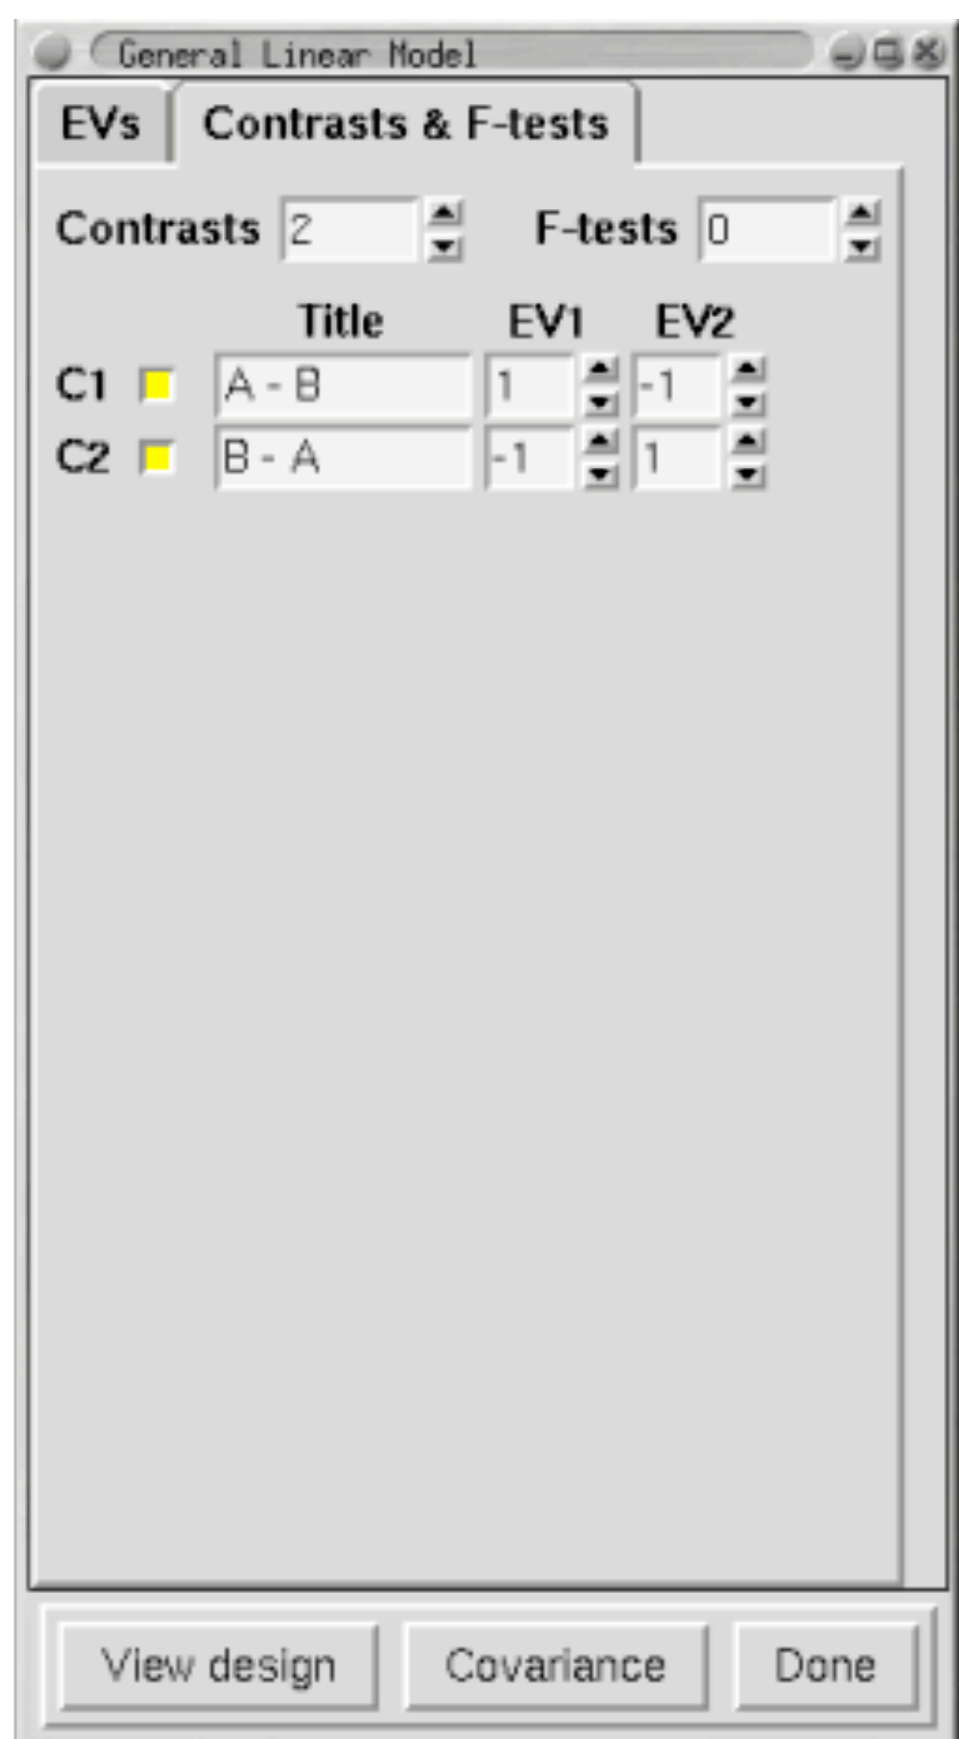 General Linear Model
EVs Contrasts & F-tests
Contrasts 2 F-tests 0
Title EV1 EV2
C1 A - B 1 -1
C2 B - A -1 1
View design Covariance Done